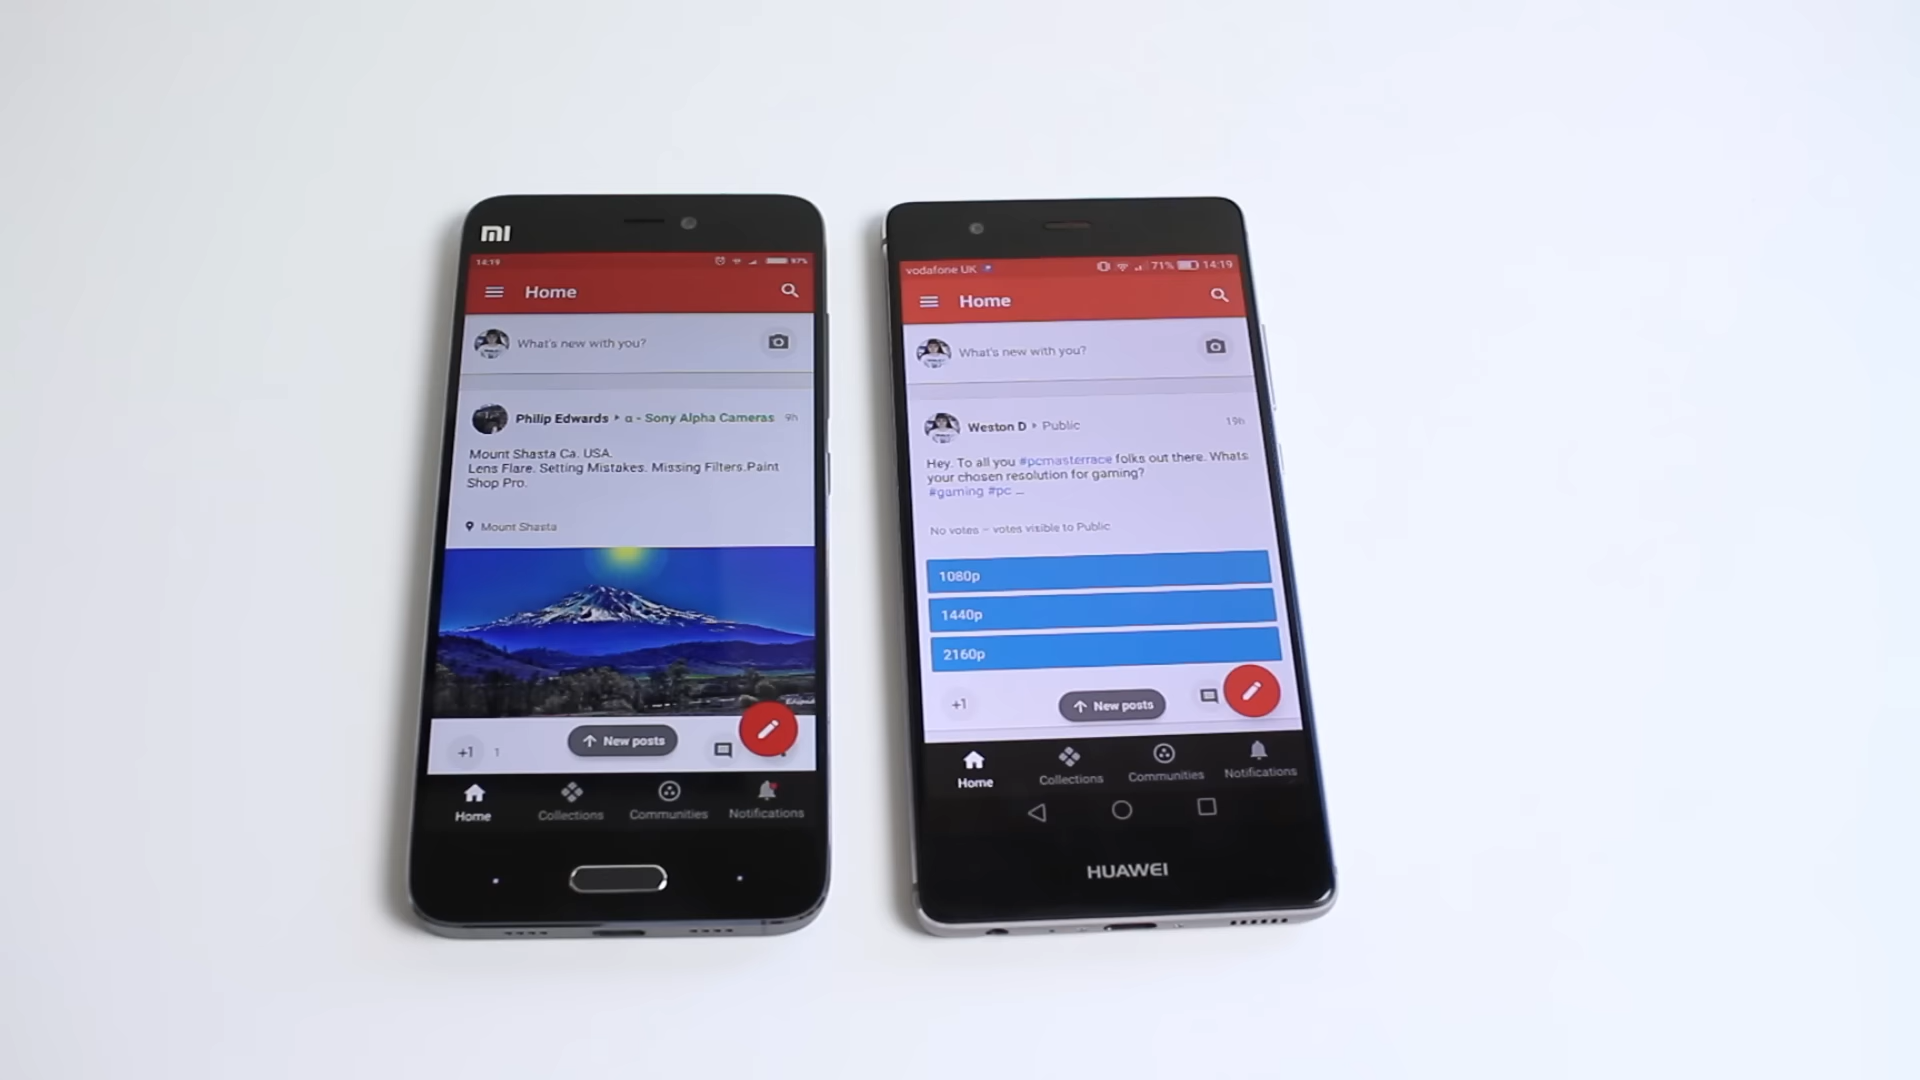 MI
14:19
97%
Home
What's new with you?
Philip Edwards ▸ α - Sony Alpha Cameras 9h
Mount Shasta Ca. USA.
Lens Flare. Setting Mistakes. Missing Filters.Paint
Shop Pro.
Mount Shasta
+1 1
New posts
Home Collections Communities Notifications
vodafone UK 71% 14:19
Home
What's new with you?
Weston D ▸ Public 19h
Hey. To all you #pcmasterrace folks out there. Whats
your chosen resolution for gaming?
#gaming #pc ...
No votes – votes visible to Public
1080p
1440p
2160p
+1
New posts
Home Collections Communities Notifications
HUAWEI